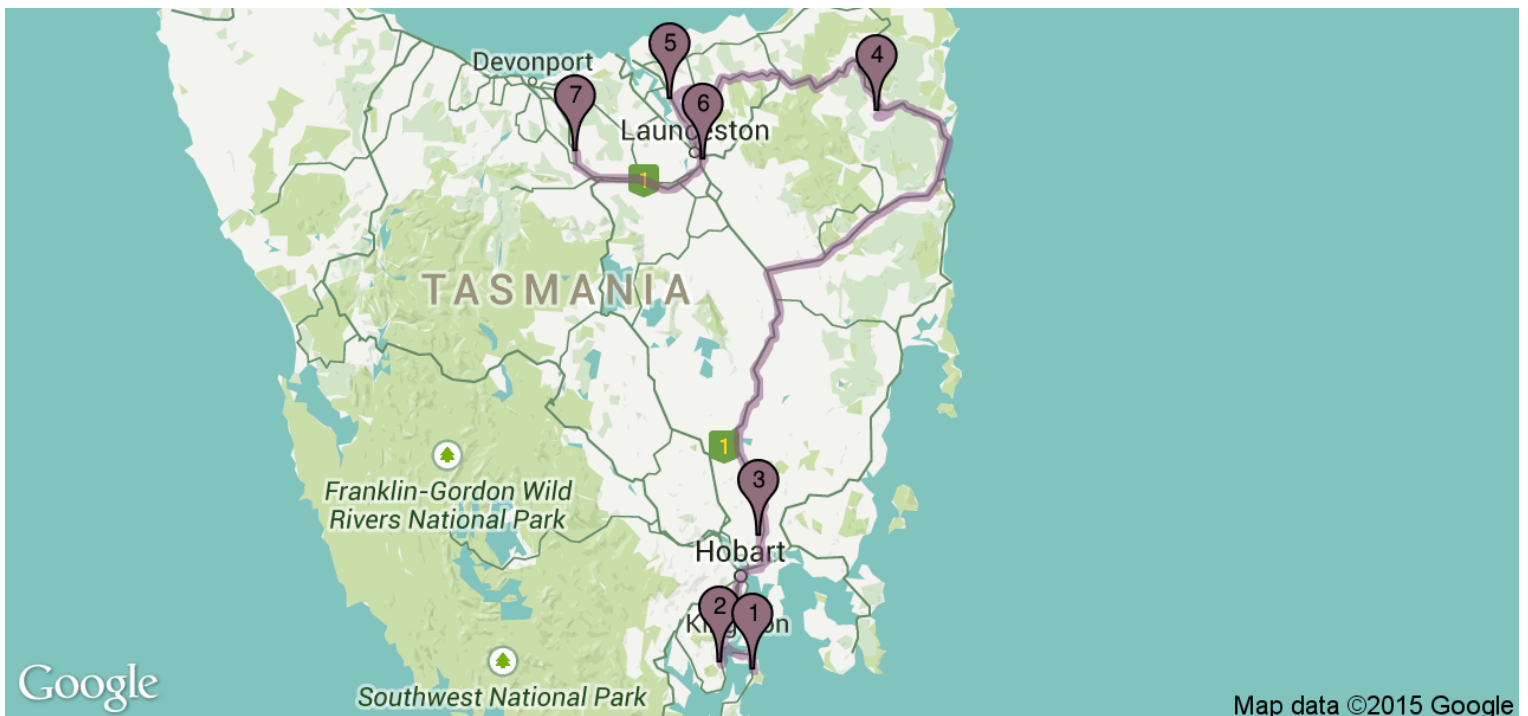 5
4
Devonport
7
6
Launceston
1
TASMANIA
1
Franklin-Gordon Wild
Rivers National Park
3
Hobart
2
1
Kingston
Google
Southwest National Park
Map data ©2015 Google